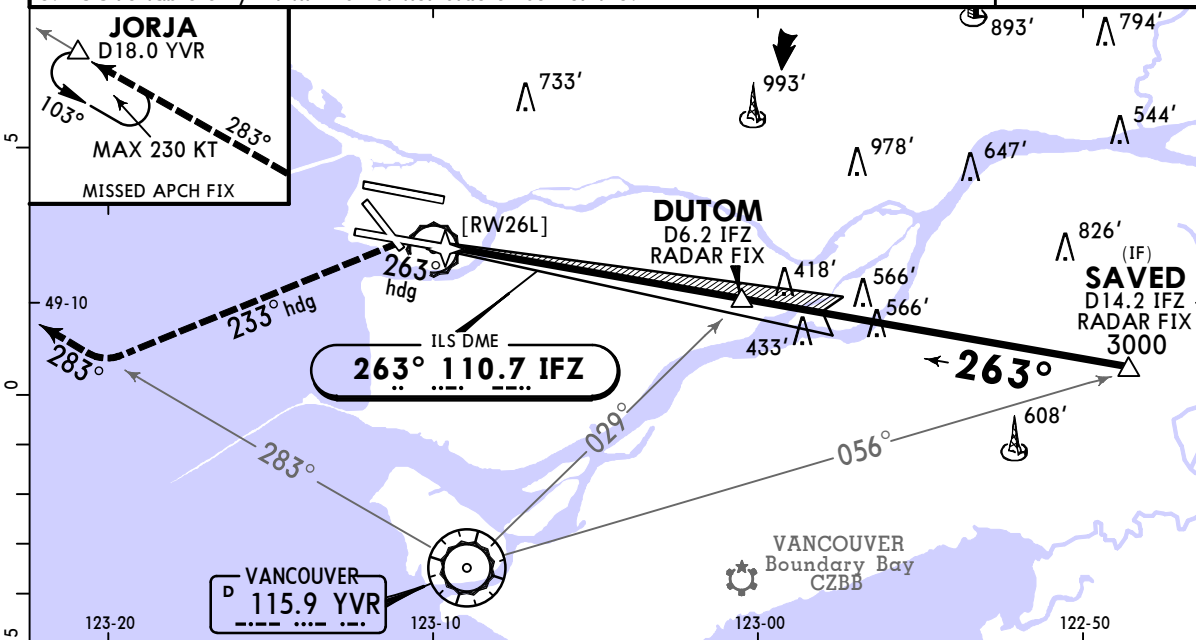 JORJA
D18.0 YVR
103°
283°
MAX 230 KT
MISSED APCH FIX
5
733'
993'
893'
794'
544'
978'
647'
826'
[RW26L]
263°
hdg
DUTOM
D6.2 IFZ
RADAR FIX
418'
566'
566'
433'
(IF)
SAVED
D14.2 IFZ
RADAR FIX
3000
49-10
233° hdg
283°
ILS DME
263° 110.7 IFZ
263°
0
283°
029°
056°
608'
VANCOUVER
D 115.9 YVR
VANCOUVER
Boundary Bay
CZBB
5
123-20
123-10
123-00
122-50